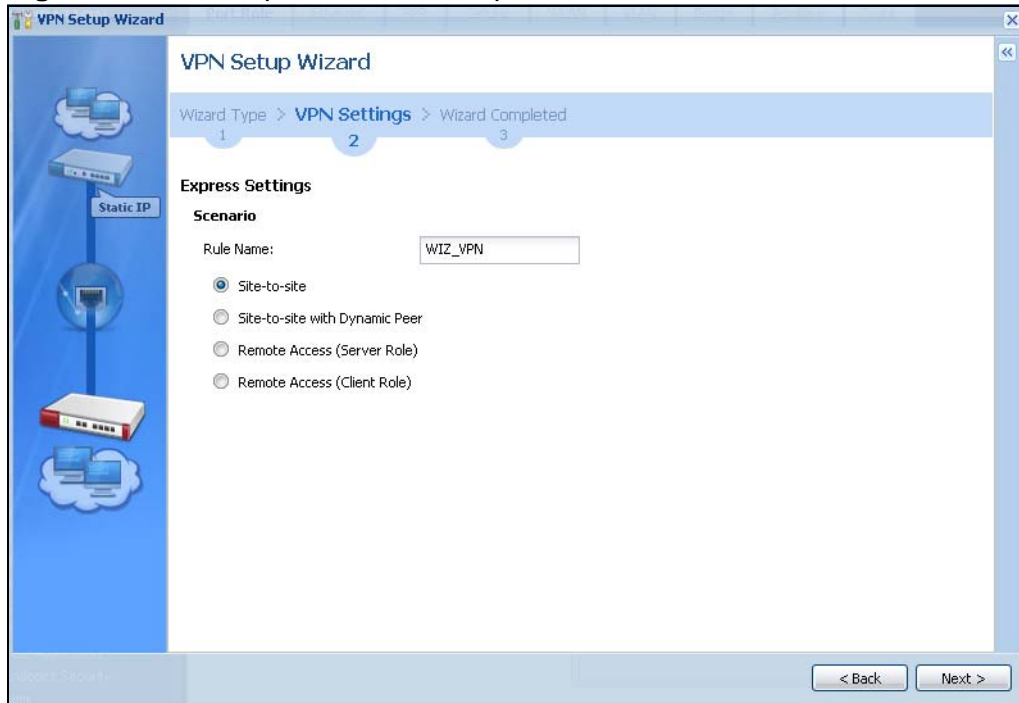 VPN Setup Wizard
VPN Setup Wizard
Wizard Type > VPN Settings > Wizard Completed
1 2 3
Static IP
Express Settings
Scenario
Rule Name: WIZ_VPN
Site-to-site
Site-to-site with Dynamic Peer
Remote Access (Server Role)
Remote Access (Client Role)
< Back Next >